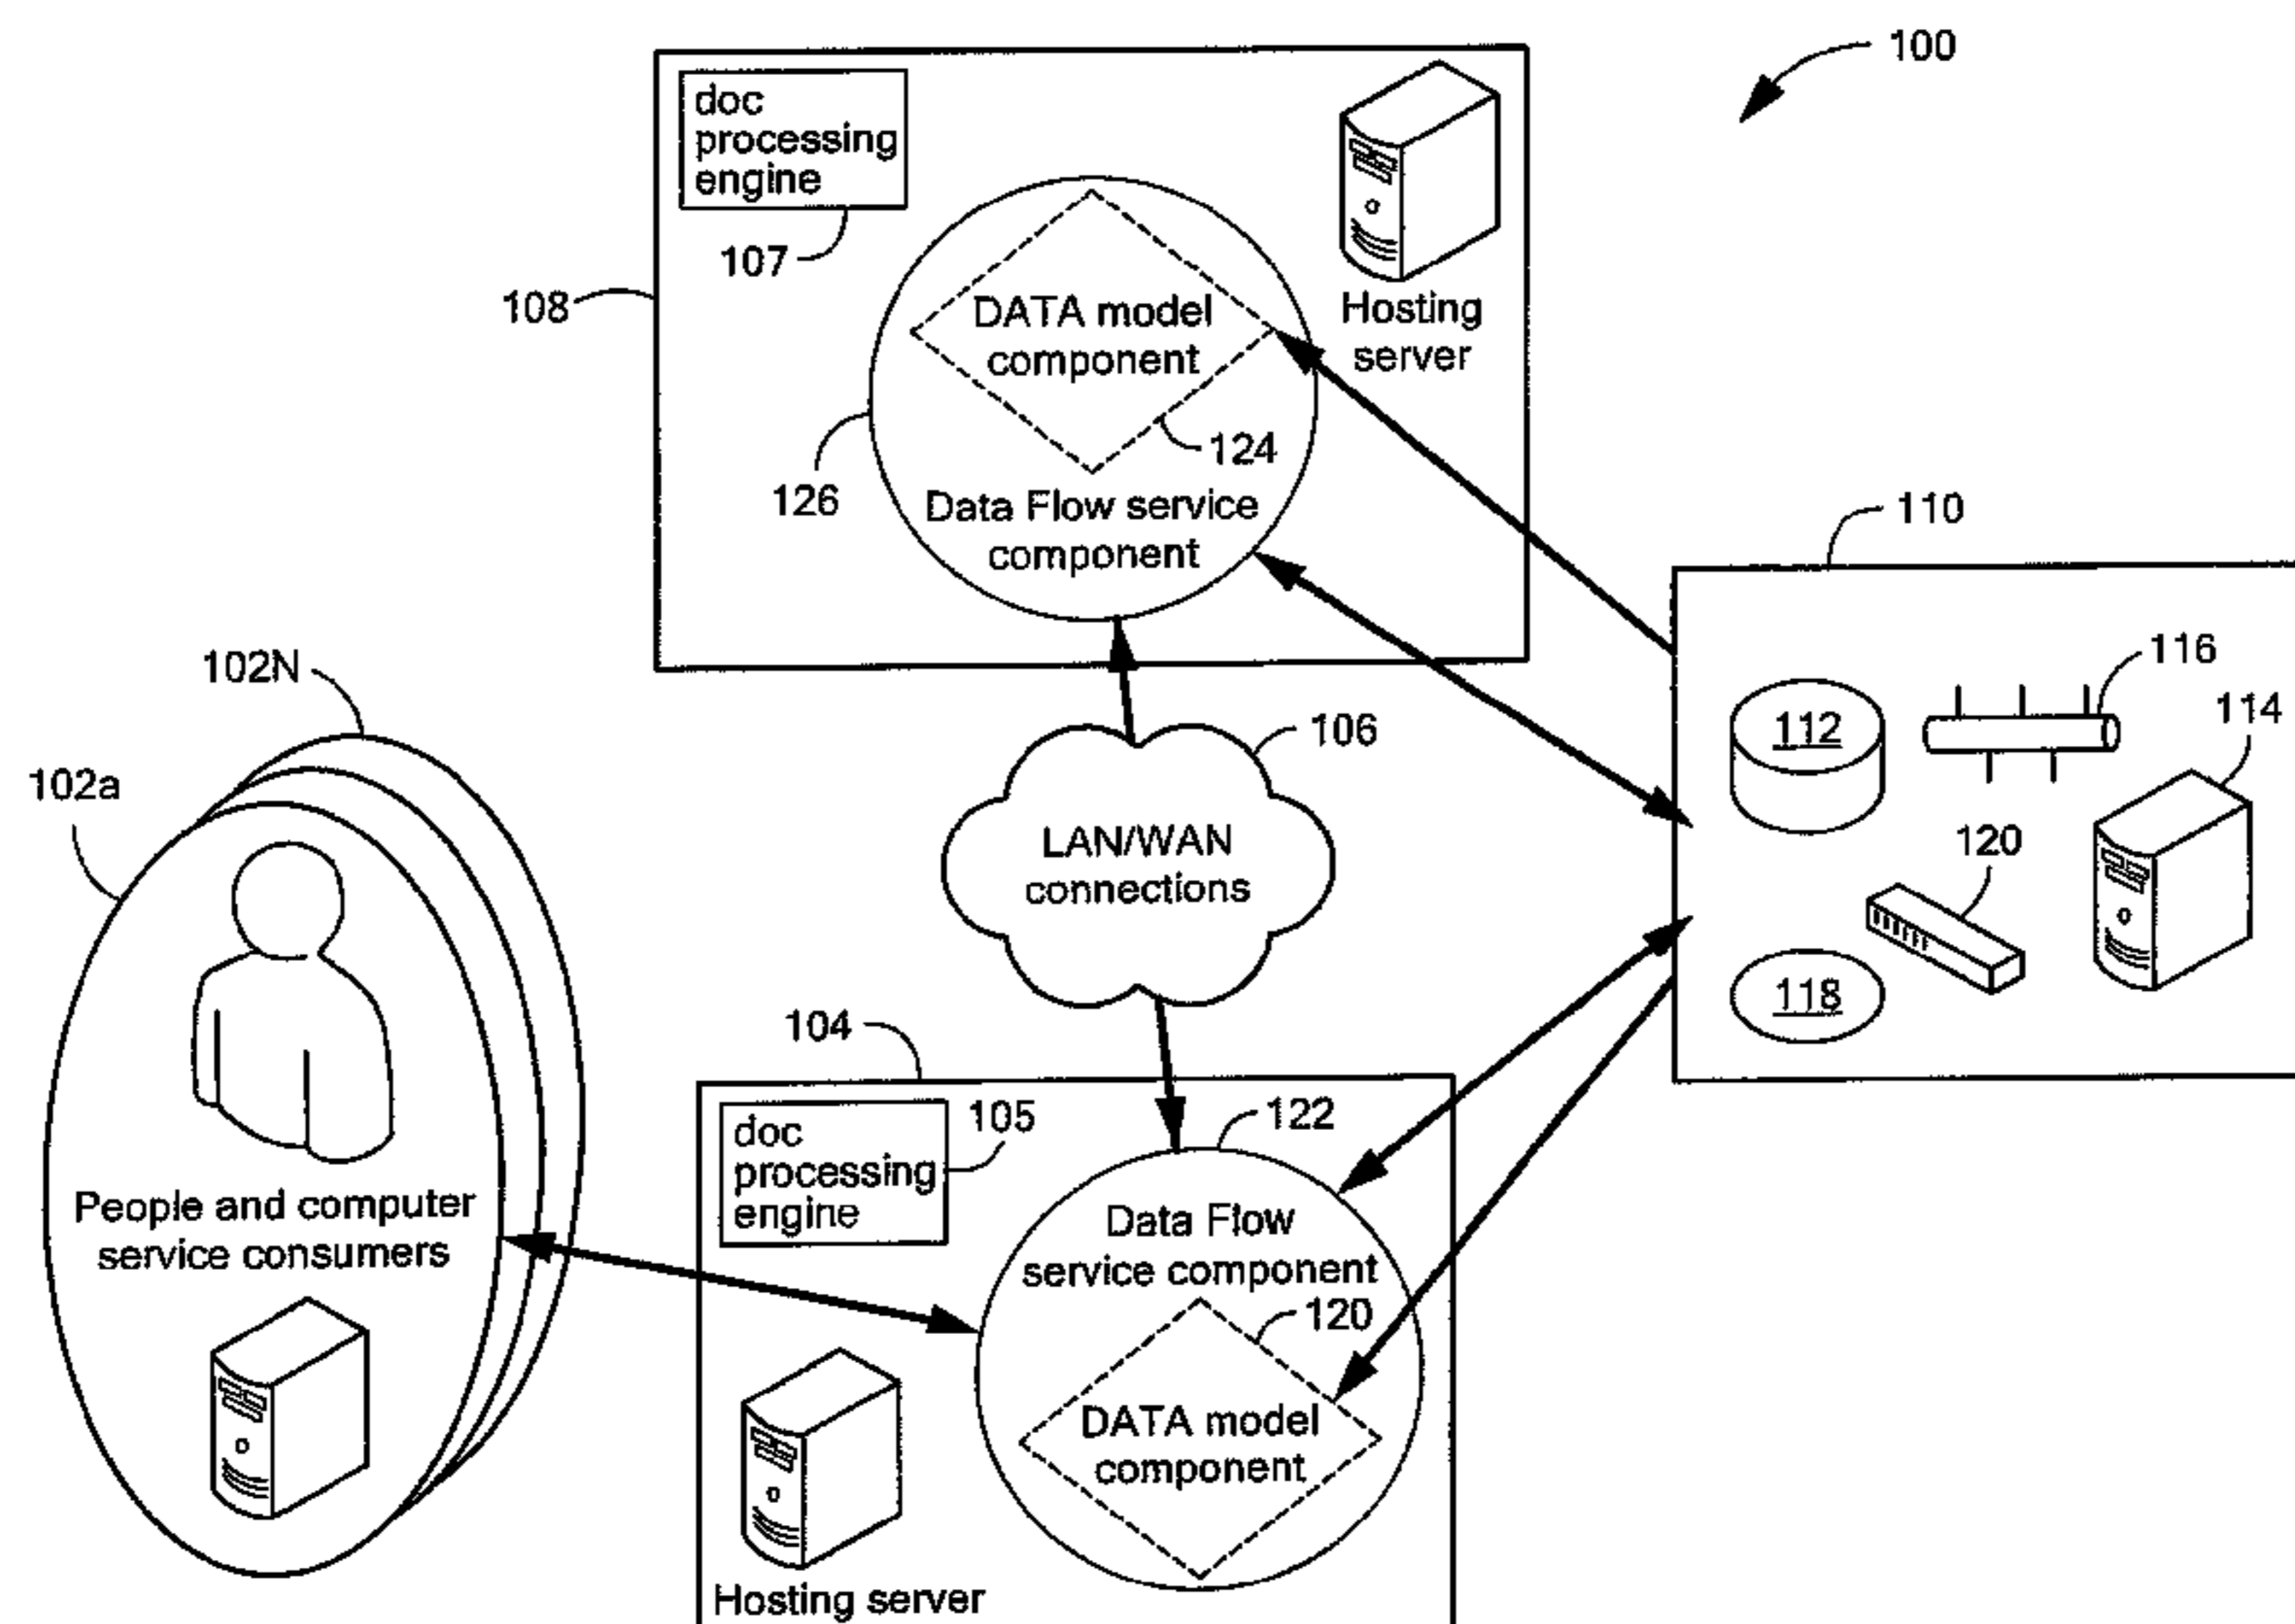 100
doc
processing
engine
107
108
DATA model
component
Hosting
server
124
126
Data Flow service
component
110
102N
116
106
112
114
102a
LAN/WAN
connections
120
118
104
doc
processing
engine
105
122
People and computer
service consumers
Data Flow
service component
120
DATA model
component
Hosting server